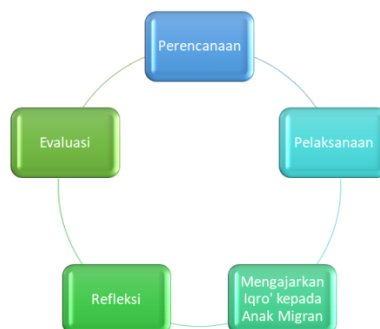 Perencanaan
Pelaksanaan
Mengajarkan
Iqro' kepada
Anak Migran
Refleksi
Evaluasi